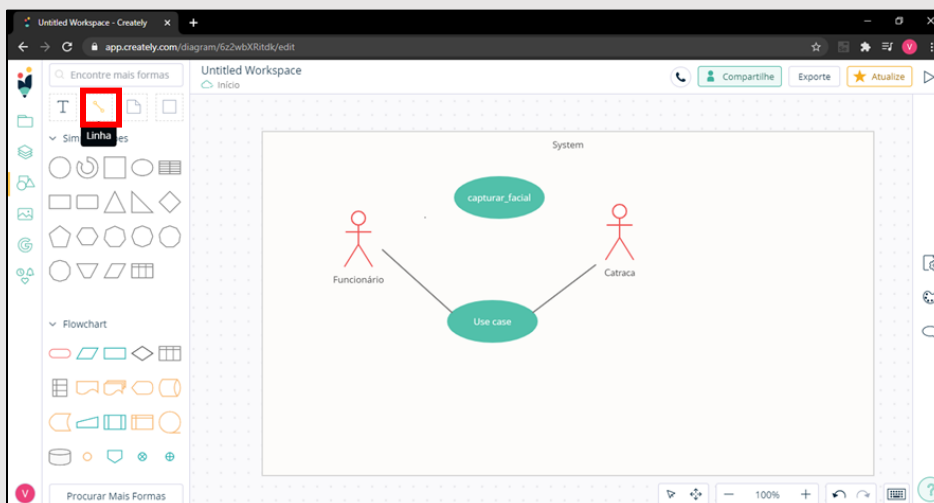 Untitled Workspace - Creately
app.creately.com/diagram/6z2wbXRitdk/edit
V
Encontre mais formas
Untitled Workspace
Início
Compartilhe
Exporte
Atualize
T
Linha
System
capturar_facial
Funcionário
Catraca
Use case
Flowchart
Procurar Mais Formas
100%
V
?